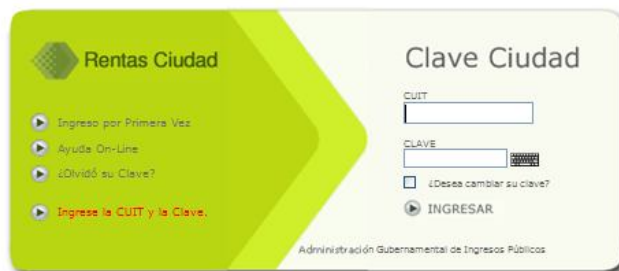 Rentas Ciudad
Ingreso por Primera Vez
Ayuda On-Line
¿Olvidó su Clave?
Ingrese la CUIT y la Clave.
Clave Ciudad
CUIT
CLAVE
¿Desea cambiar su clave?
INGRESAR
Administración Gubernamental de Ingresos Públicos